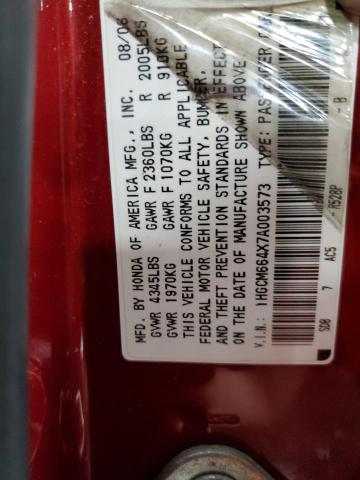 MFD. BY HONDA OF AMERICA MFG., INC. 08/06
GVWR 4345LBS GAWR F 2360LBS R 2005LBS
GVWR 1970KG GAWR F 1070KG R 910KG
THIS VEHICLE CONFORMS TO ALL APPLICABLE
FEDERAL MOTOR VEHICLE SAFETY, BUMPER,
AND THEFT PREVENTION STANDARDS IN EFFECT
ON THE DATE OF MANUFACTURE SHOWN ABOVE.
V.I.N.: 1HGCM664X7A003573 TYPE: PASSENGER
SD8 7 AC5 R528P - B